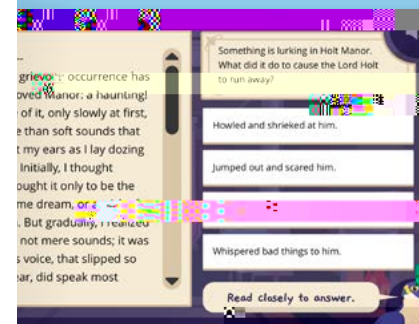 grievo occurrence has
oved Manor: a haunting!
of it, only slowly at first,
e than soft sounds that
t my ears as I lay dozing
Initially, I thought
ought it only to be the
me dream, or a
. But gradually, I realized
not mere sounds; it was
s voice, that slipped so
ear, did speak most
Something is lurking in Holt Manor.
What did it do to cause the Lord Holt
to run away?
Howled and shrieked at him.
Jumped out and scared him.
Whispered bad things to him.
Read closely to answer.